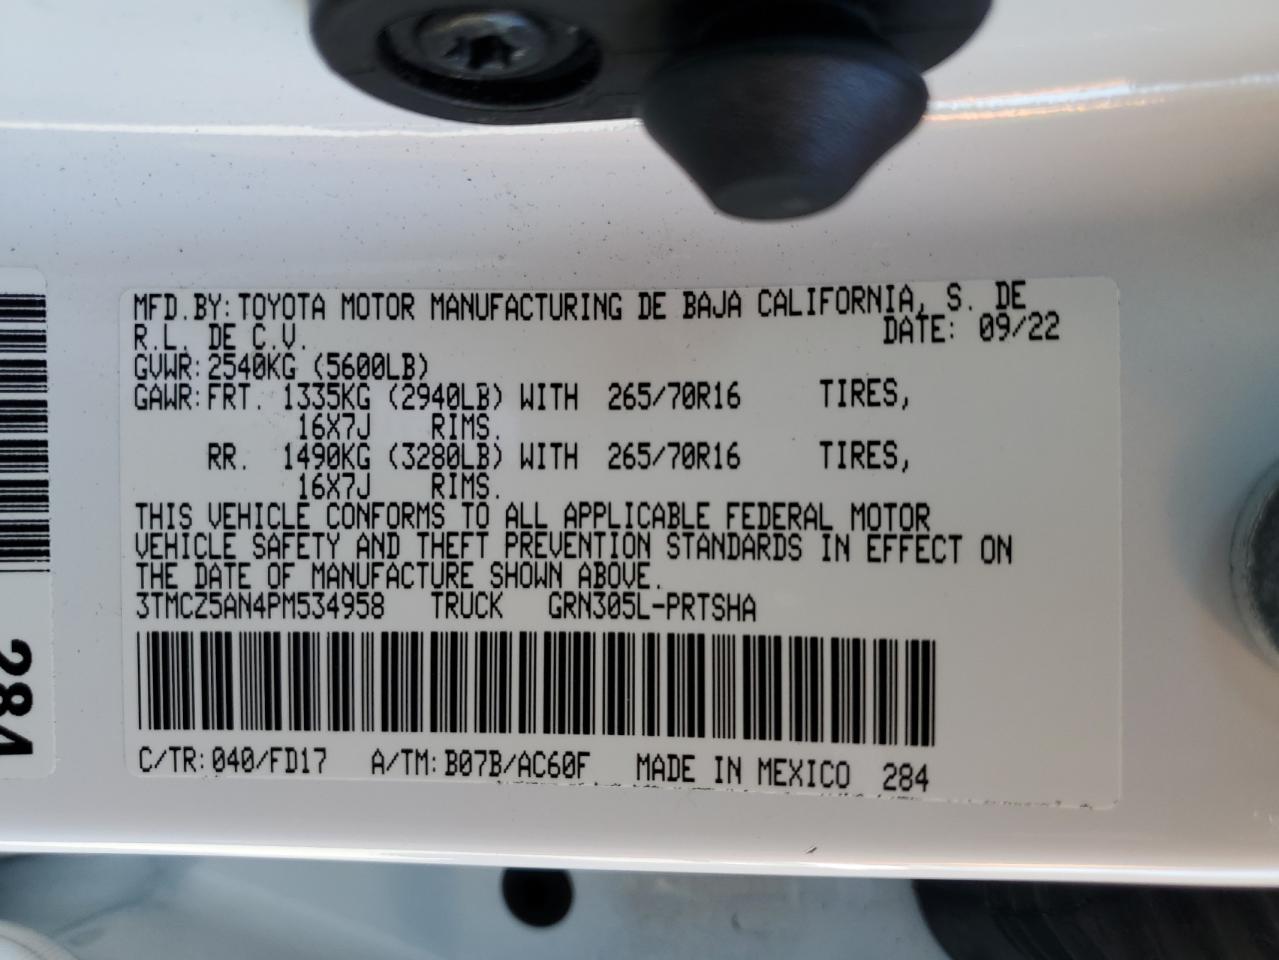 MFD.BY: TOYOTA MOTOR MANUFACTURING DE BAJA CALIFORNIA, S. DE
R.L. DE C.V. DATE: 09/22
GVWR: 2540KG (5600LB)
GAWR: FRT. 1335KG (2940LB) WITH 265/70R16 TIRES,
16X7J RIMS.
RR. 1490KG (3280LB) WITH 265/70R16 TIRES,
16X7J RIMS.
THIS VEHICLE CONFORMS TO ALL APPLICABLE FEDERAL MOTOR
VEHICLE SAFETY AND THEFT PREVENTION STANDARDS IN EFFECT ON
THE DATE OF MANUFACTURE SHOWN ABOVE.
3TMCZ5AN4PM534958 TRUCK GRN305L-PRTSHA
C/TR: 040/FD17 A/TM: B07B/AC60F MADE IN MEXICO 284
284